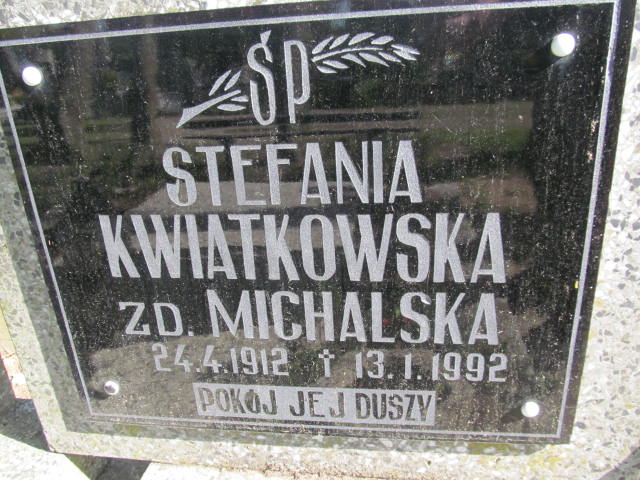 ŚP
STEFANIA
KWIATKOWSKA
ZD. MICHALSKA
24.4.1912 † 13.1.1992
POKÓJ JEJ DUSZY